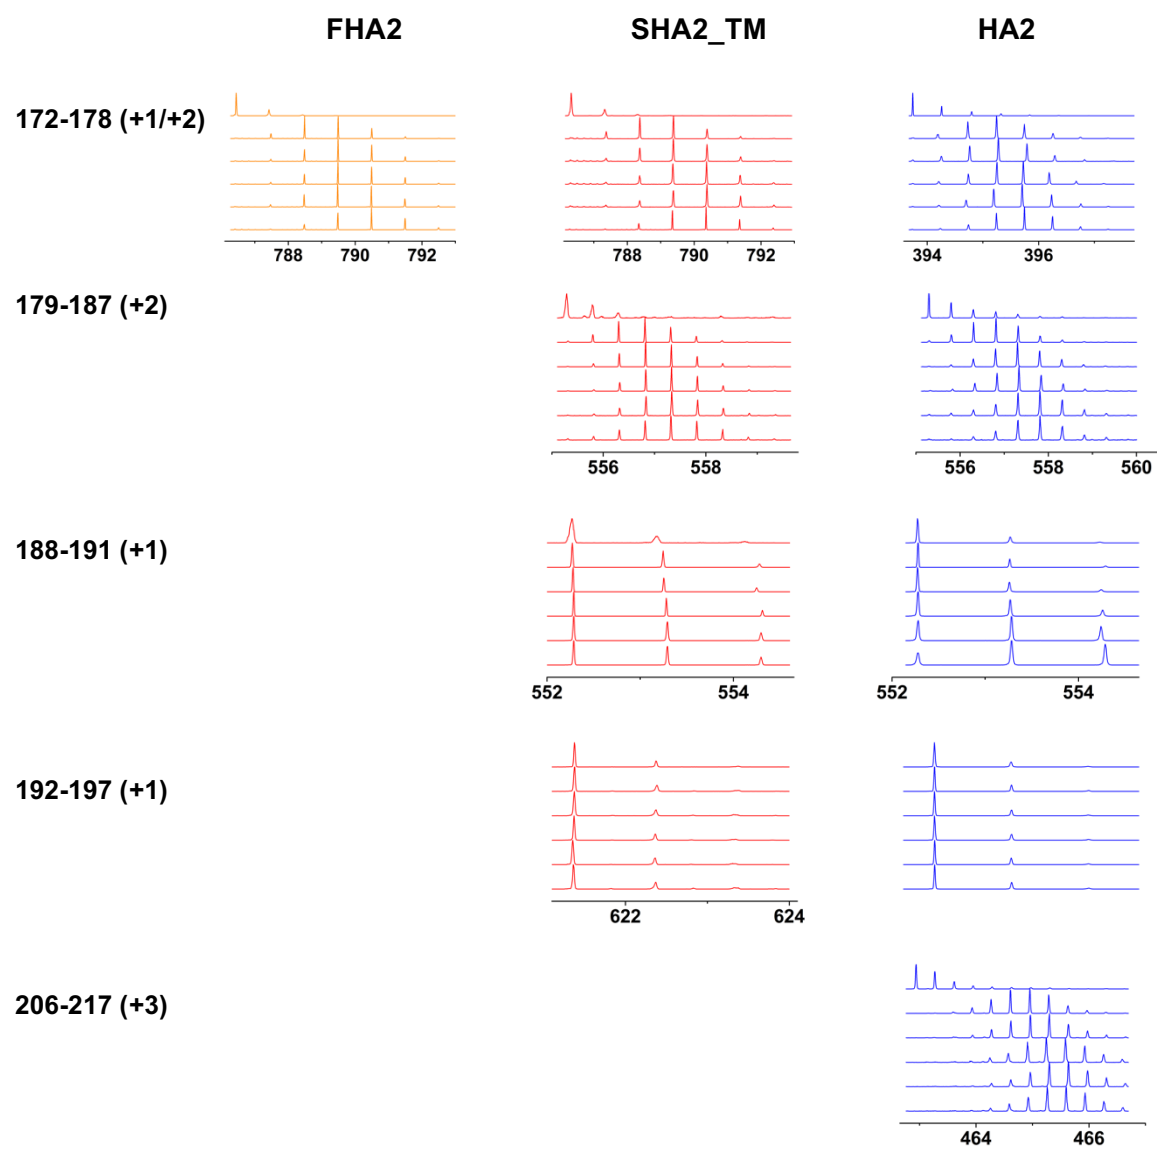 FHA2 SHA2_TM HA2
172-178 (+1/+2)
788 790 792 788 790 792 394 396
179-187 (+2)
556 558 556 558 560
188-191 (+1)
552 554 552 554
192-197 (+1)
622 624
206-217 (+3)
464 466